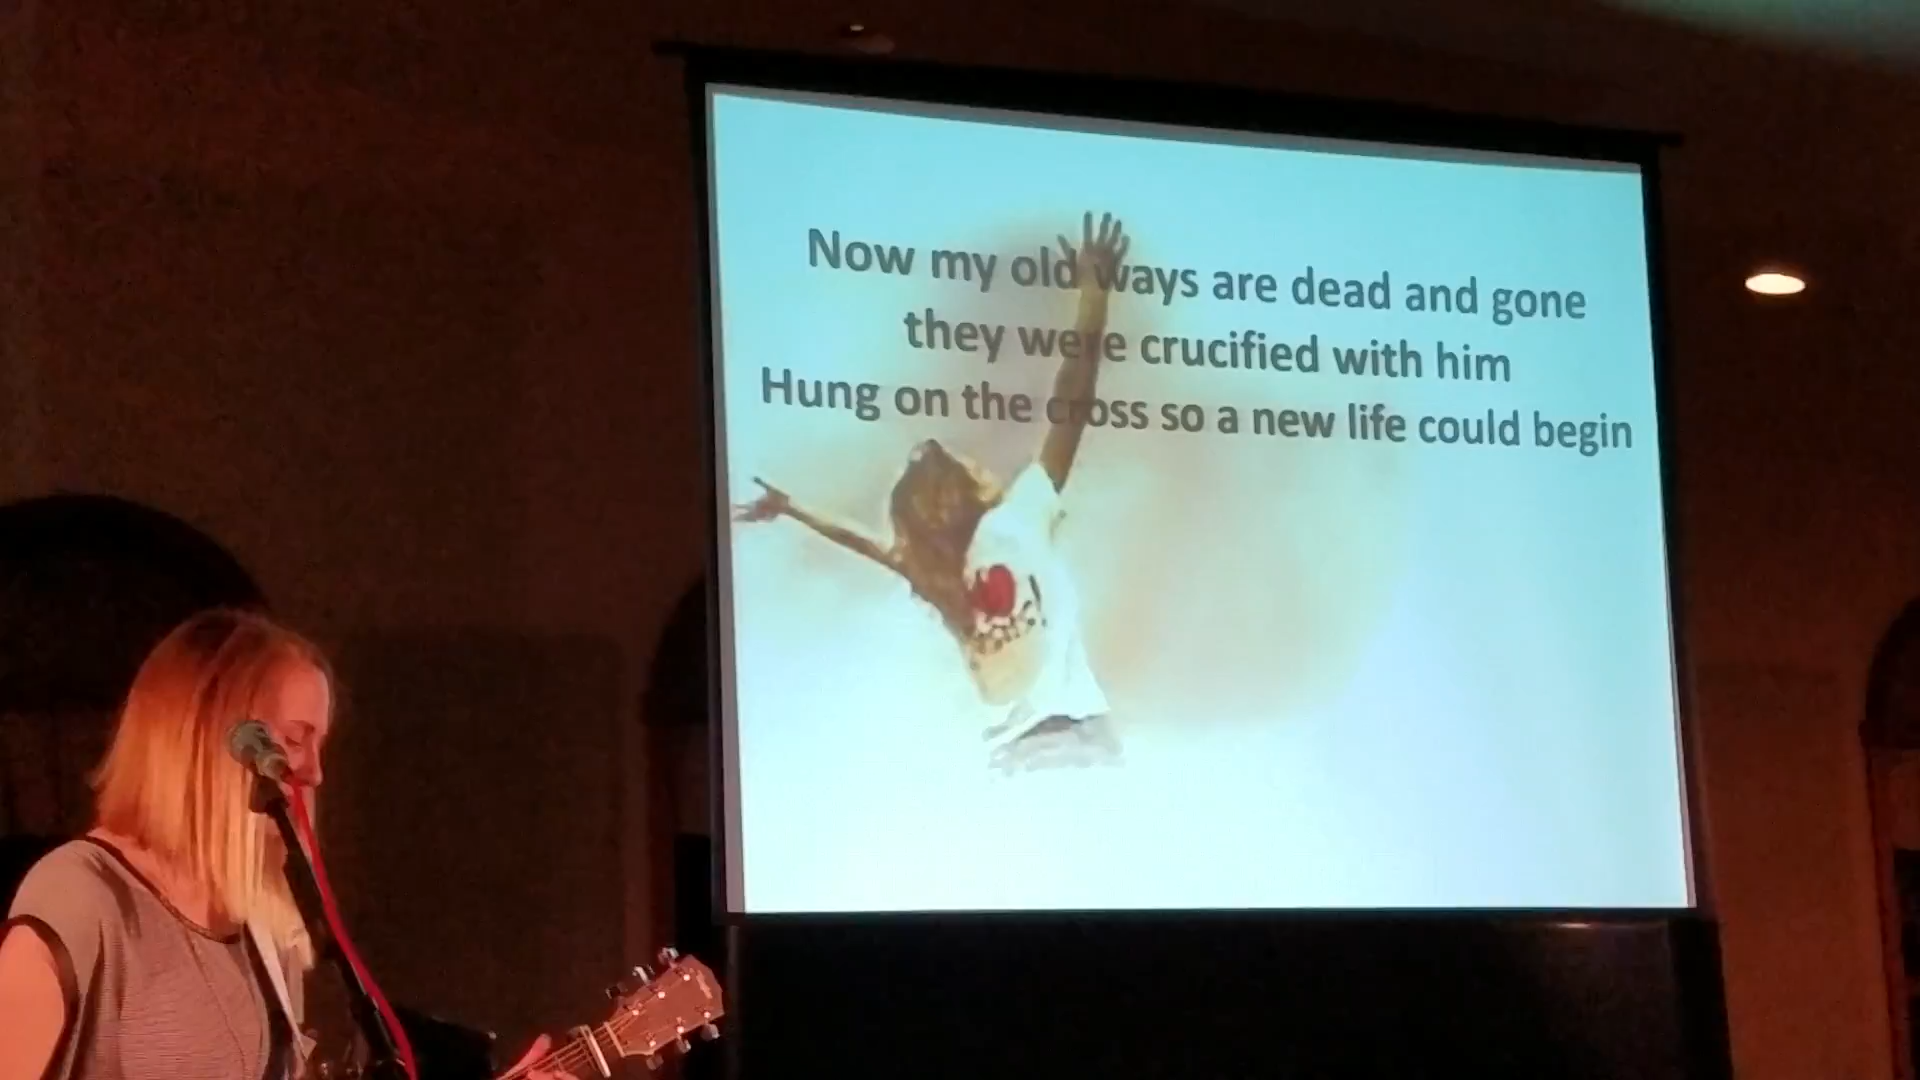 Now my old ways are dead and gone
they were crucified with him
Hung on the cross so a new life could begin